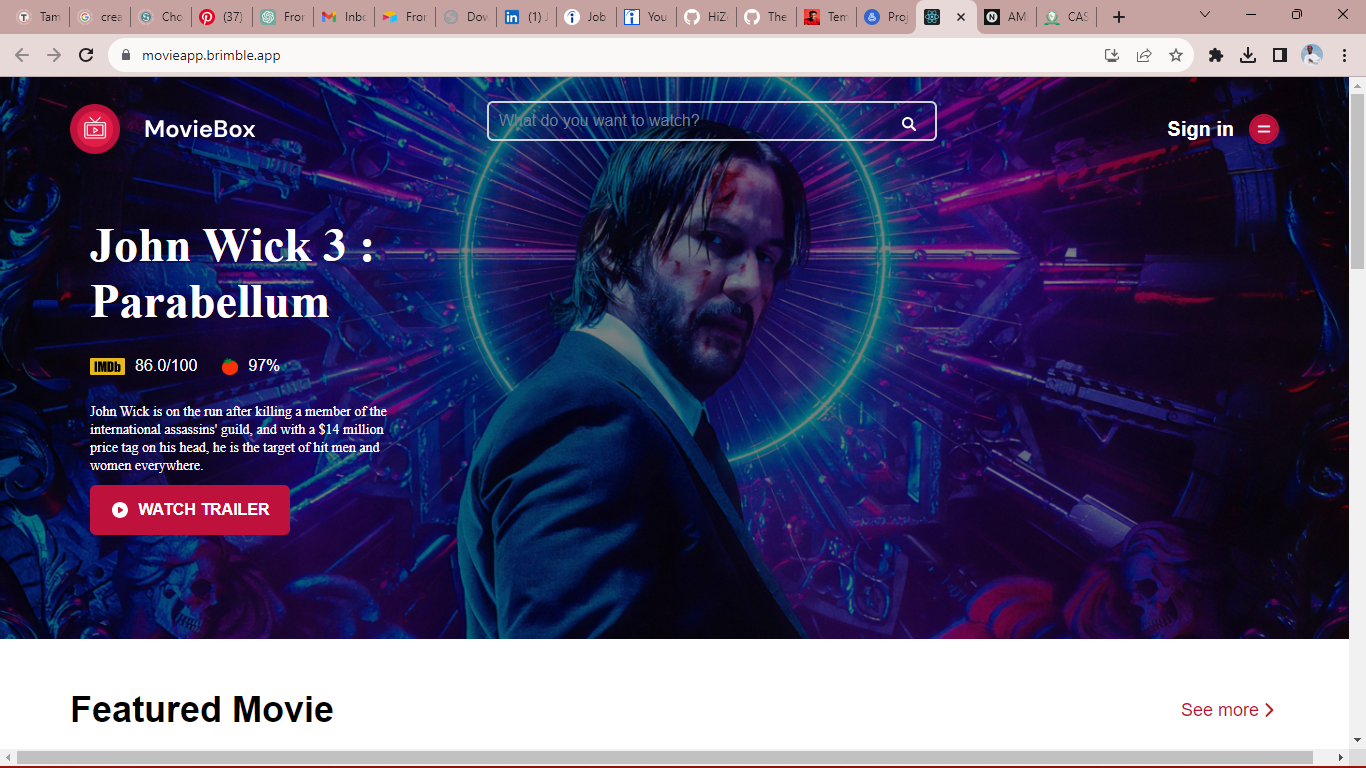 Tam
crea
Cho
(37)
Fror
Inbo
Fror
Dov
(1) J
Job
You
HiZ
The
Tem
Proj
AMI
CAS
movieapp.brimble.app
MovieBox
What do you want to watch?
Sign in
John Wick 3 :
Parabellum
IMDb 86.0/100 97%
John Wick is on the run after killing a member of the
international assassins' guild, and with a $14 million
price tag on his head, he is the target of hit men and
women everywhere.
WATCH TRAILER
Featured Movie
See more